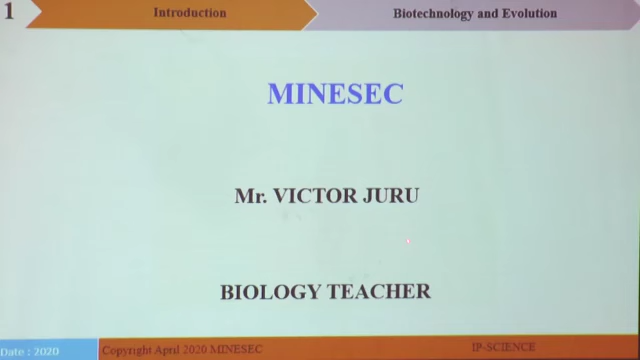 1
Introduction
Biotechnology and Evolution
MINESEC
Mr. VICTOR JURU
BIOLOGY TEACHER
Date : 2020
Copyright April 2020 MINESEC
IP-SCIENCE